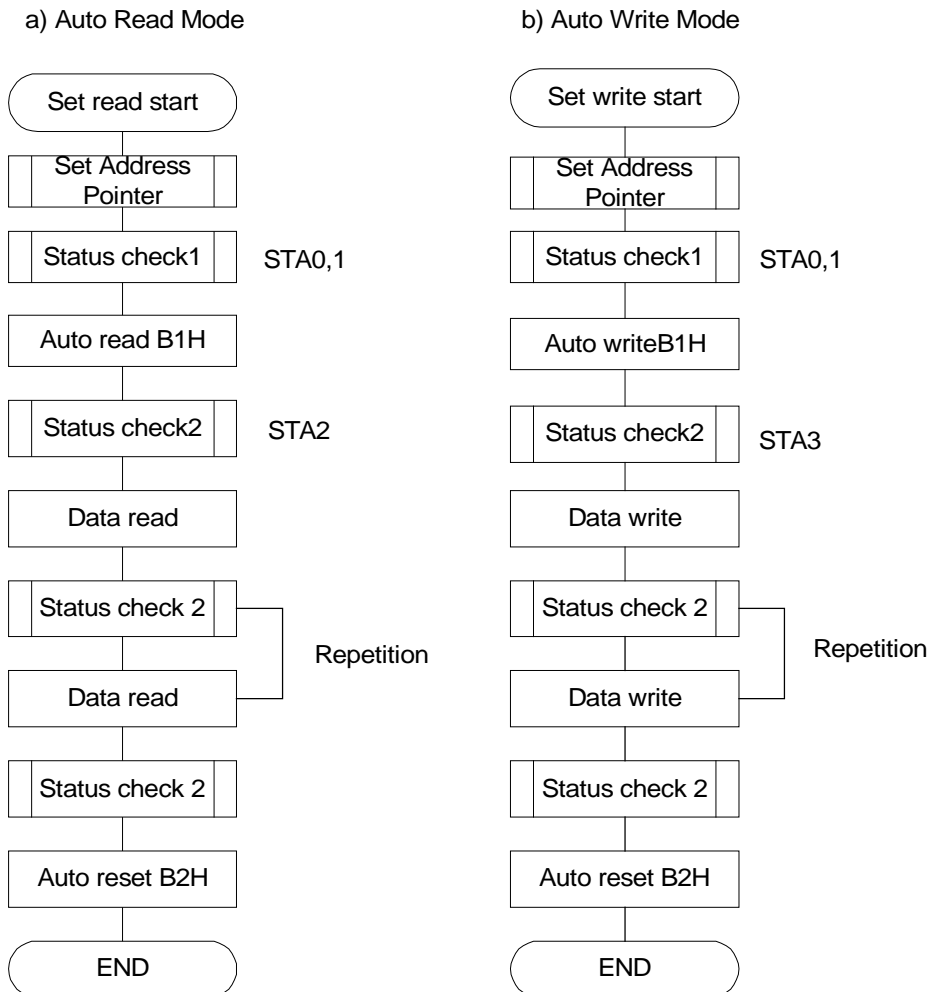 a) Auto Read Mode
Set read start
Set Address
Pointer
Status check1
STA0,1
Auto read B1H
Status check2
STA2
Data read
Status check 2
Repetition
Data read
Status check 2
Auto reset B2H
END
b) Auto Write Mode
Set write start
Set Address
Pointer
Status check1
STA0,1
Auto writeB1H
Status check2
STA3
Data write
Status check 2
Repetition
Data write
Status check 2
Auto reset B2H
END